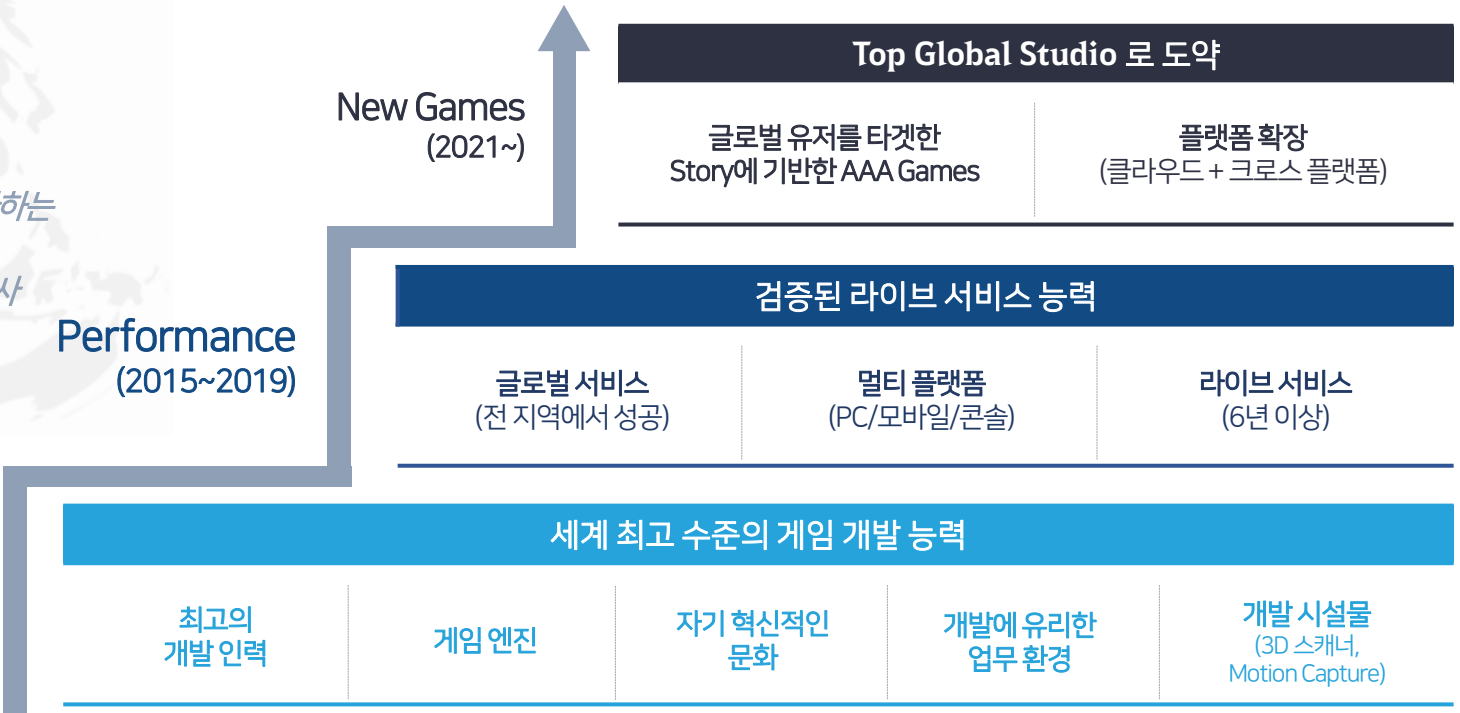 Top Global Studio 로 도약
New Games
(2021~)
글로벌 유저를 타겟한
Story에 기반한 AAA Games
플랫폼 확장
(클라우드 + 크로스 플랫폼)
하는
사
Performance
(2015~2019)
검증된 라이브 서비스 능력
글로벌 서비스
(전 지역에서 성공)
멀티 플랫폼
(PC/모바일/콘솔)
라이브 서비스
(6년 이상)
세계 최고 수준의 게임 개발 능력
최고의
개발 인력
게임 엔진
자기 혁신적인
문화
개발에 유리한
업무 환경
개발 시설물
(3D 스캐너,
Motion Capture)